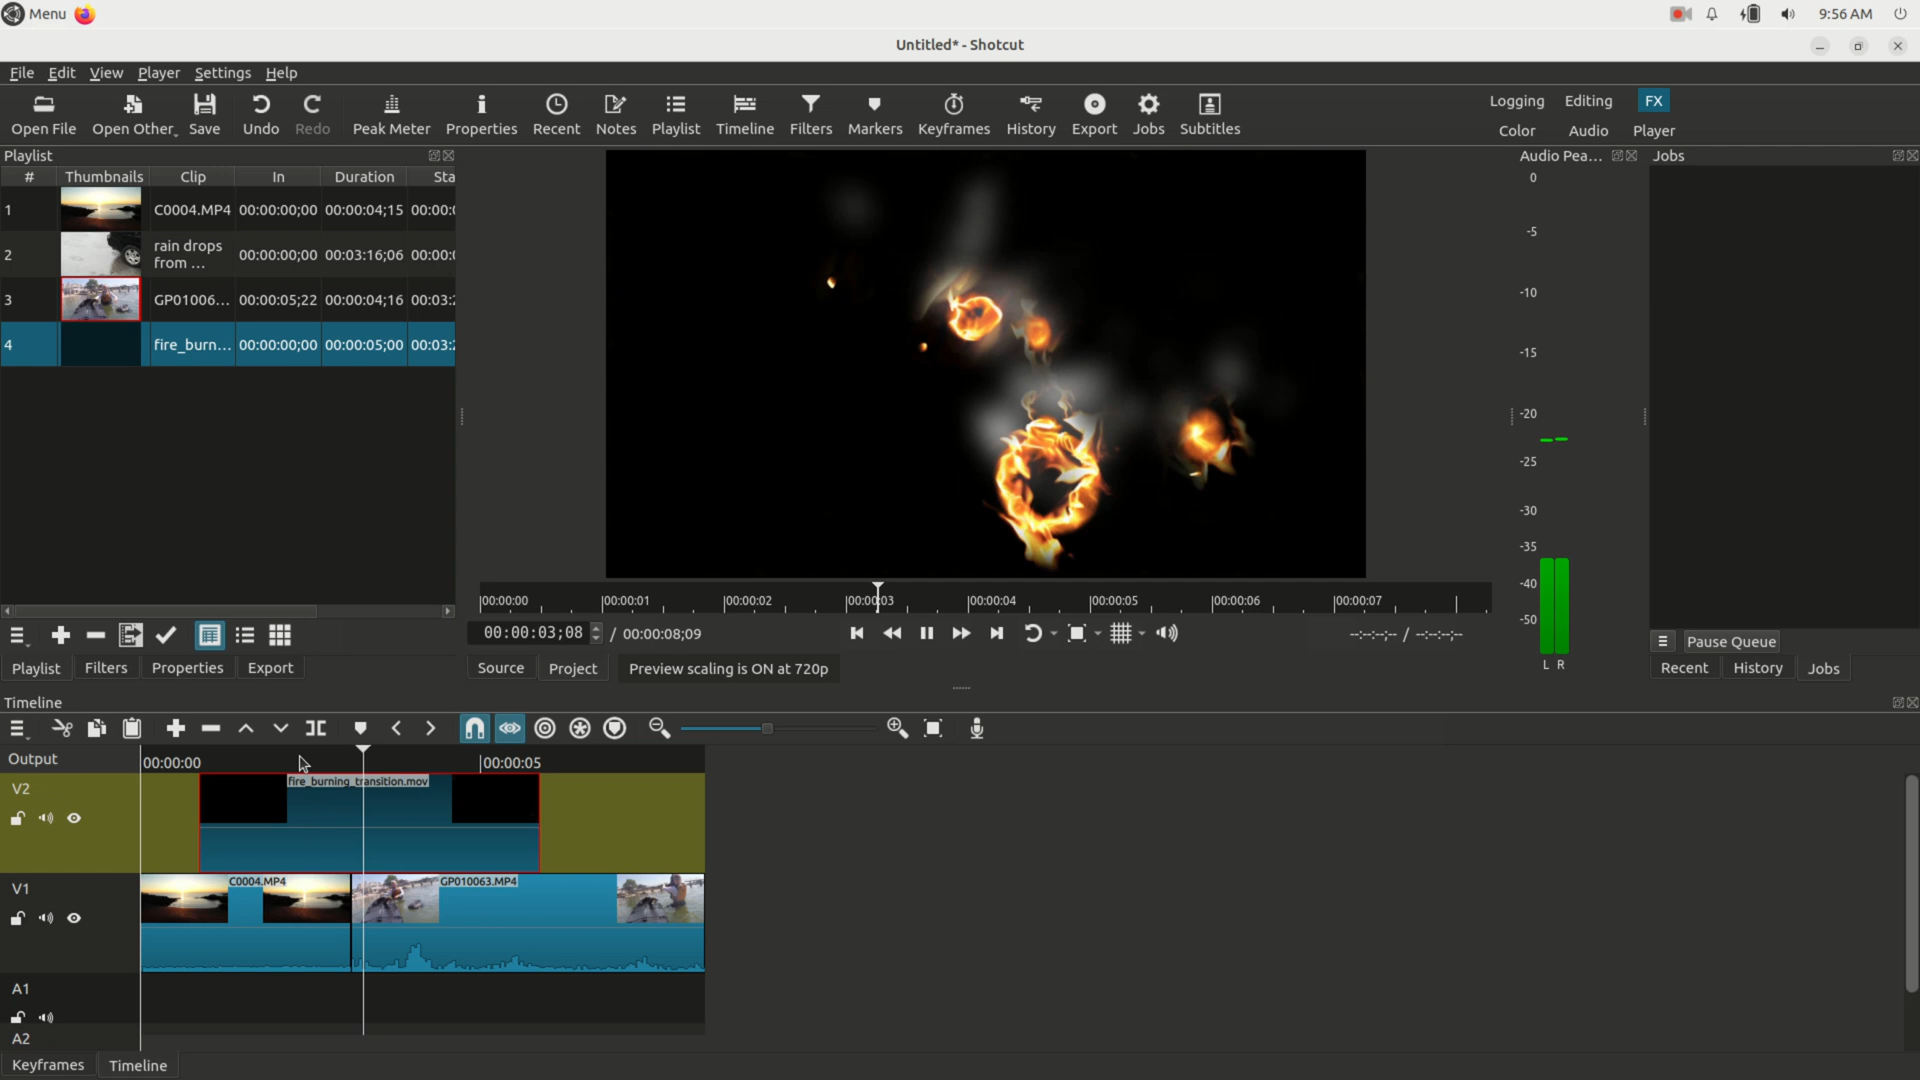 Menu
9:56 AM
Untitled* - Shotcut
File Edit View Player Settings Help
Open File Open Other Save Undo Redo Peak Meter Properties Recent Notes Playlist Timeline Filters Markers Keyframes History Export Jobs Subtitles
Logging Editing FX
Color Audio Player
Playlist
# Thumbnails Clip In Duration Sta
1 C0004.MP4 00:00:00;00 00:00:04;15 00:00:
2 rain drops from ... 00:00:00;00 00:03:16;06 00:00:
3 GP01006... 00:00:05;22 00:00:04;16 00:03:
4 fire_burn... 00:00:00;00 00:00:05;00 00:03:
Playlist Filters Properties Export
00:00:00 00:00:01 00:00:02 00:00:03 00:00:04 00:00:05 00:00:06 00:00:07
00:00:03;08 / 00:00:08;09
--:--:--;-- / --:--:--;--
Source Project Preview scaling is ON at 720p
Audio Pea...
0
-5
-10
-15
-20
-25
-30
-35
-40
-50
L R
Jobs
Pause Queue
Recent History Jobs
Timeline
Output
00:00:00 00:00:05
V2
fire_burning_transition.mov
V1
C0004.MP4 GP010063.MP4
A1
A2
Keyframes Timeline